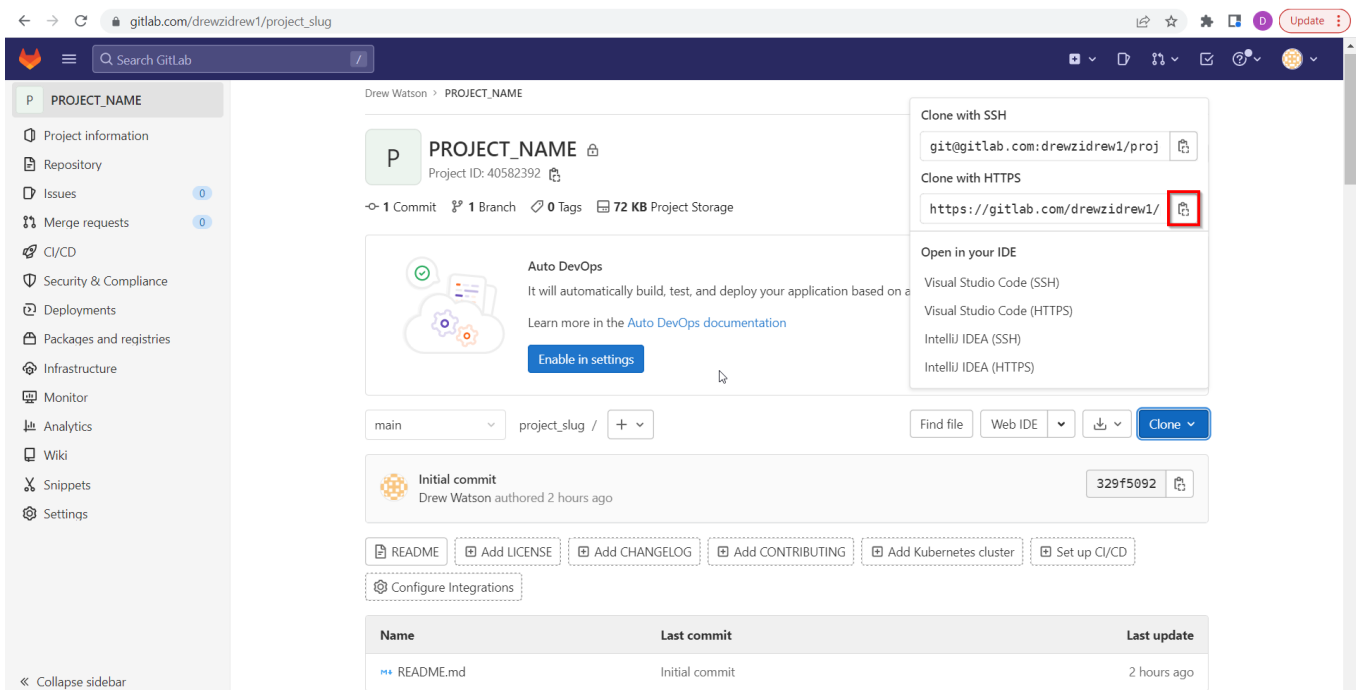 gitlab.com/drewzidrew1/project_slug
D
Update
Search GitLab
/
P PROJECT_NAME
Project information
Repository
Issues 0
Merge requests 0
CI/CD
Security & Compliance
Deployments
Packages and registries
Infrastructure
Monitor
Analytics
Wiki
Snippets
Settings
Collapse sidebar
Drew Watson > PROJECT_NAME
P
PROJECT_NAME
Project ID: 40582392
1 Commit 1 Branch 0 Tags 72 KB Project Storage
Auto DevOps
It will automatically build, test, and deploy your application based on a
Learn more in the Auto DevOps documentation
Enable in settings
Clone with SSH
git@gitlab.com:drewzidrew1/proj
Clone with HTTPS
https://gitlab.com/drewzidrew1/
Open in your IDE
Visual Studio Code (SSH)
Visual Studio Code (HTTPS)
IntelliJ IDEA (SSH)
IntelliJ IDEA (HTTPS)
main project_slug / + Find file Web IDE Clone
Initial commit
Drew Watson authored 2 hours ago
329f5092
README Add LICENSE Add CHANGELOG Add CONTRIBUTING Add Kubernetes cluster Set up CI/CD
Configure Integrations
Name Last commit Last update
README.md Initial commit 2 hours ago